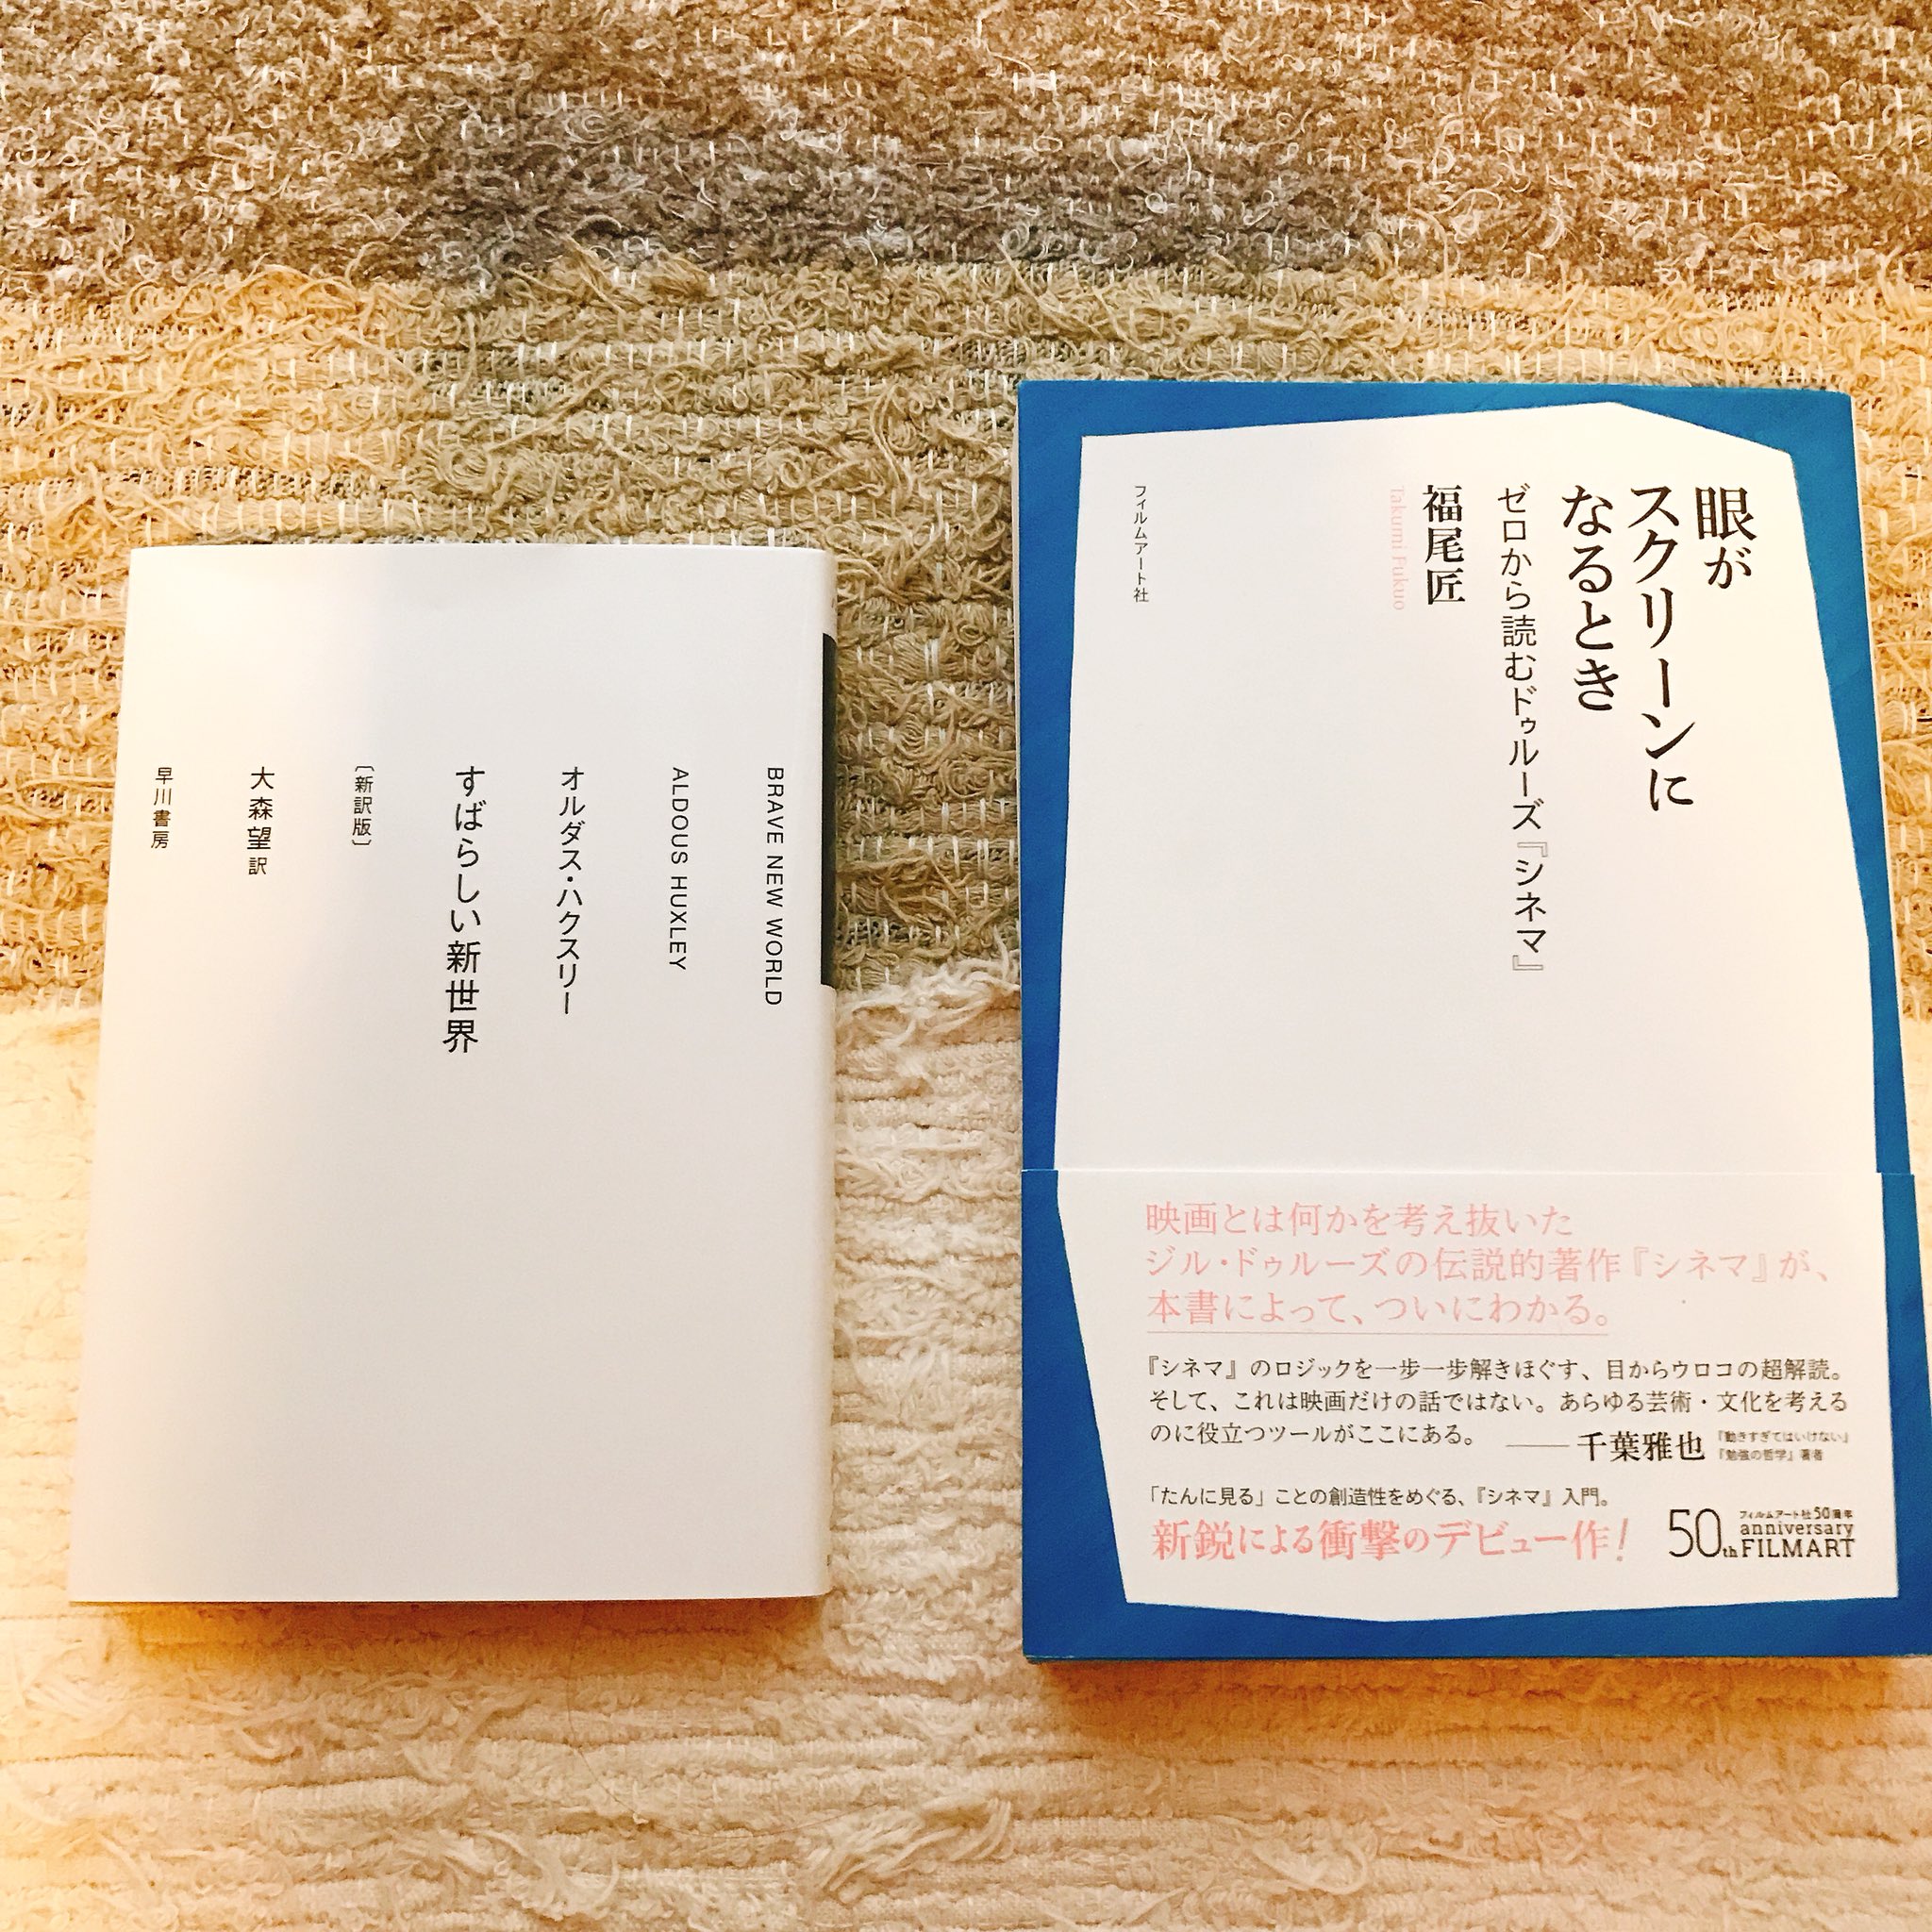 BRAVE NEW WORLD
ALDOUS HUXLEY
オルダス・ハクスリー
すばらしい新世界
〔新訳版〕
大森望 訳
早川書房
眼が
スクリーンに
なるとき
ゼロから読むドゥルーズ『シネマ』
福尾匠
Takumi Fukuo
フィルムアート社
映画とは何かを考え抜いた
ジル・ドゥルーズの伝説的著作『シネマ』が、
本書によって、ついにわかる。
『シネマ』のロジックを一歩一歩解きほぐす、目からウロコの超解読。
そして、これは映画だけの話ではない。あらゆる芸術・文化を考える
のに役立つツールがここにある。
——千葉雅也
『動きすぎてはいけない』
『勉強の哲学』著者
「たんに見る」ことの創造性をめぐる、『シネマ』入門。
新鋭による衝撃のデビュー作!
フィルムアート社50周年
50th anniversary
FILMART